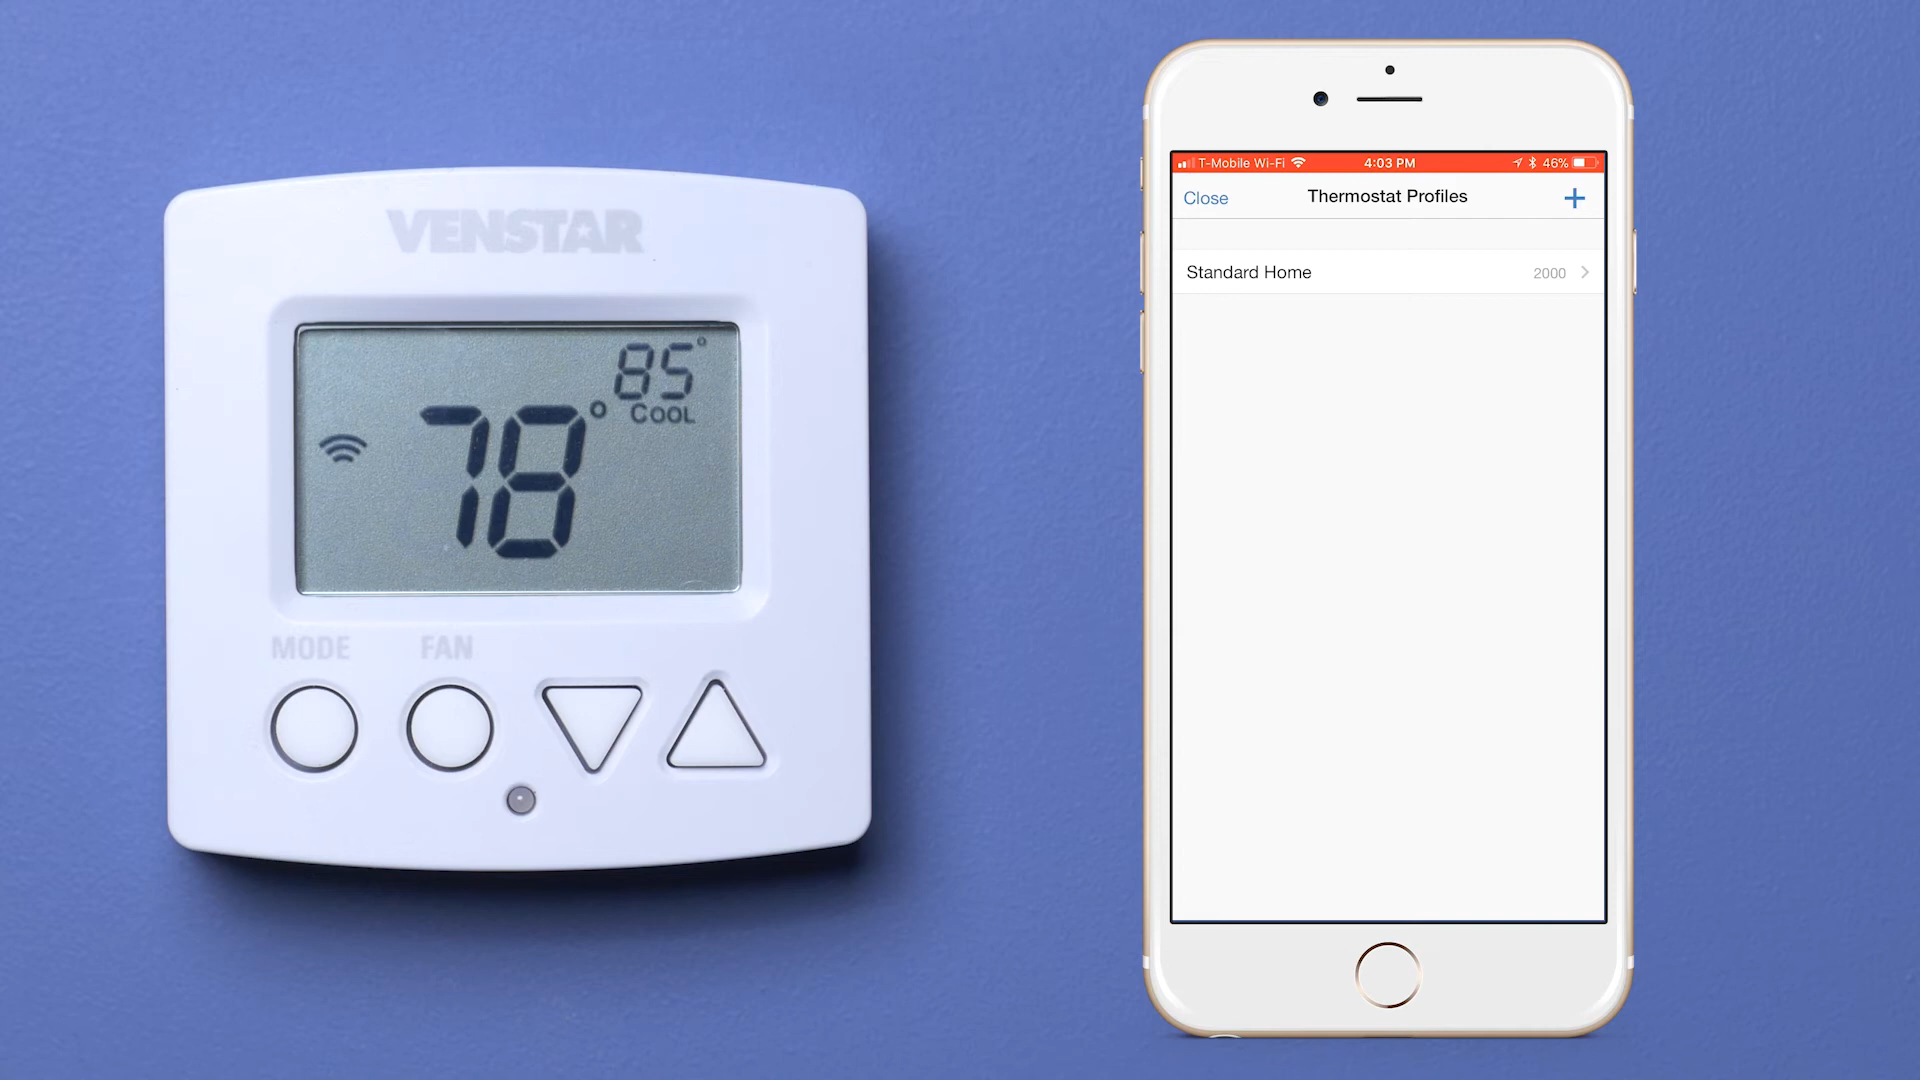 VENSTAR
85°
COOL
78°
MODE FAN
T-Mobile Wi-Fi 4:03 PM 46%
Close Thermostat Profiles +
Standard Home 2000 >